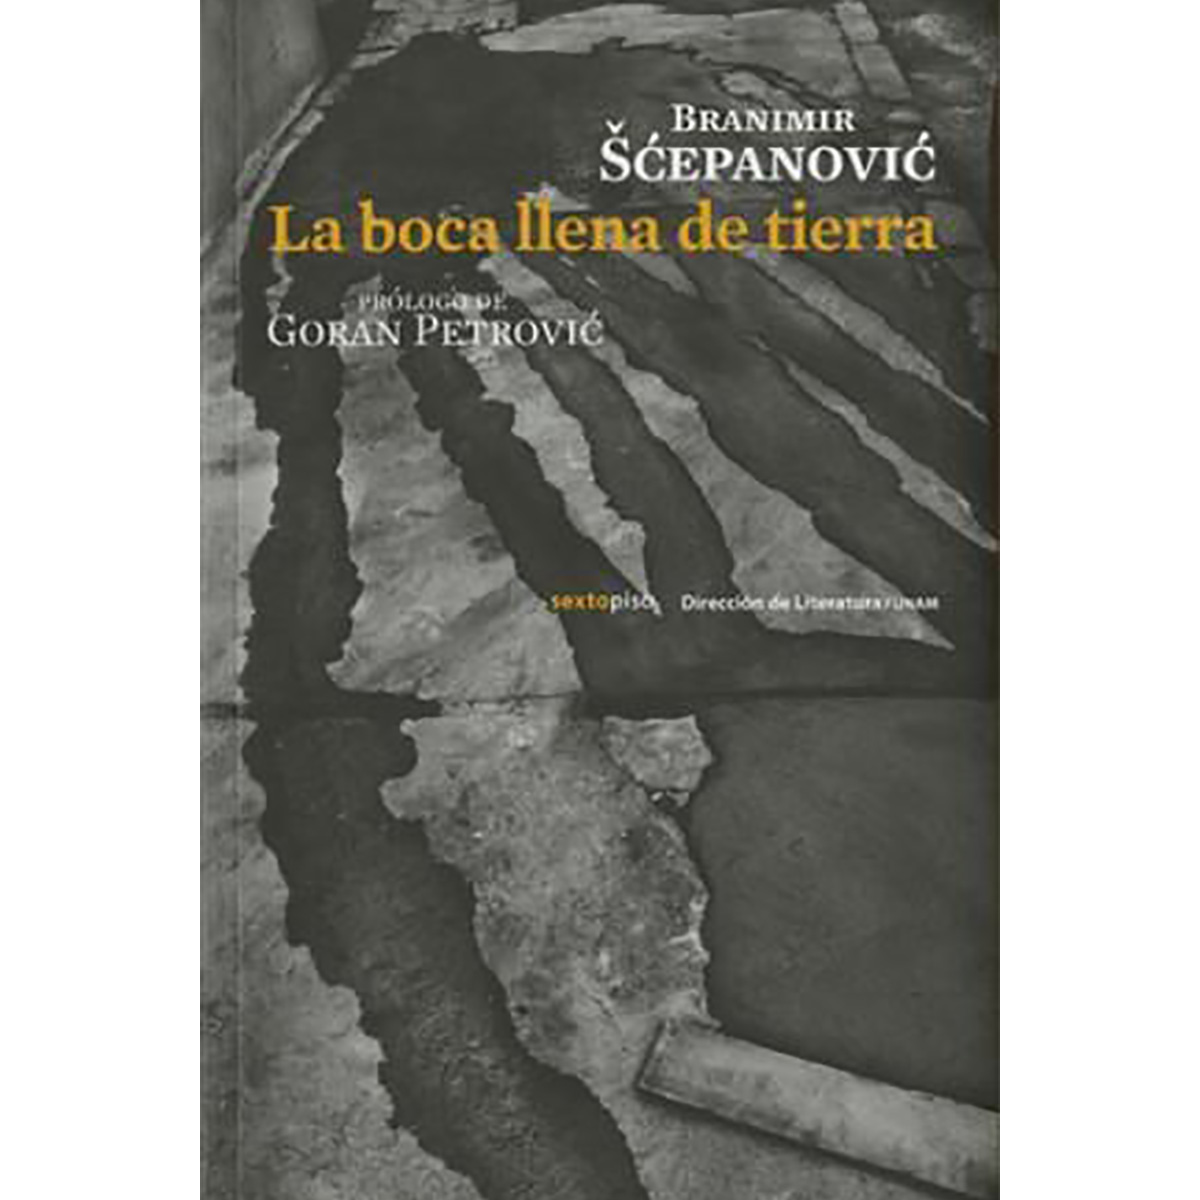 BRANIMIR
ŠĆEPANOVIĆ
La boca llena de tierra
PRÓLOGO DE
GORAN PETROVIĆ
sextopiso Dirección de Literatura / UNAM